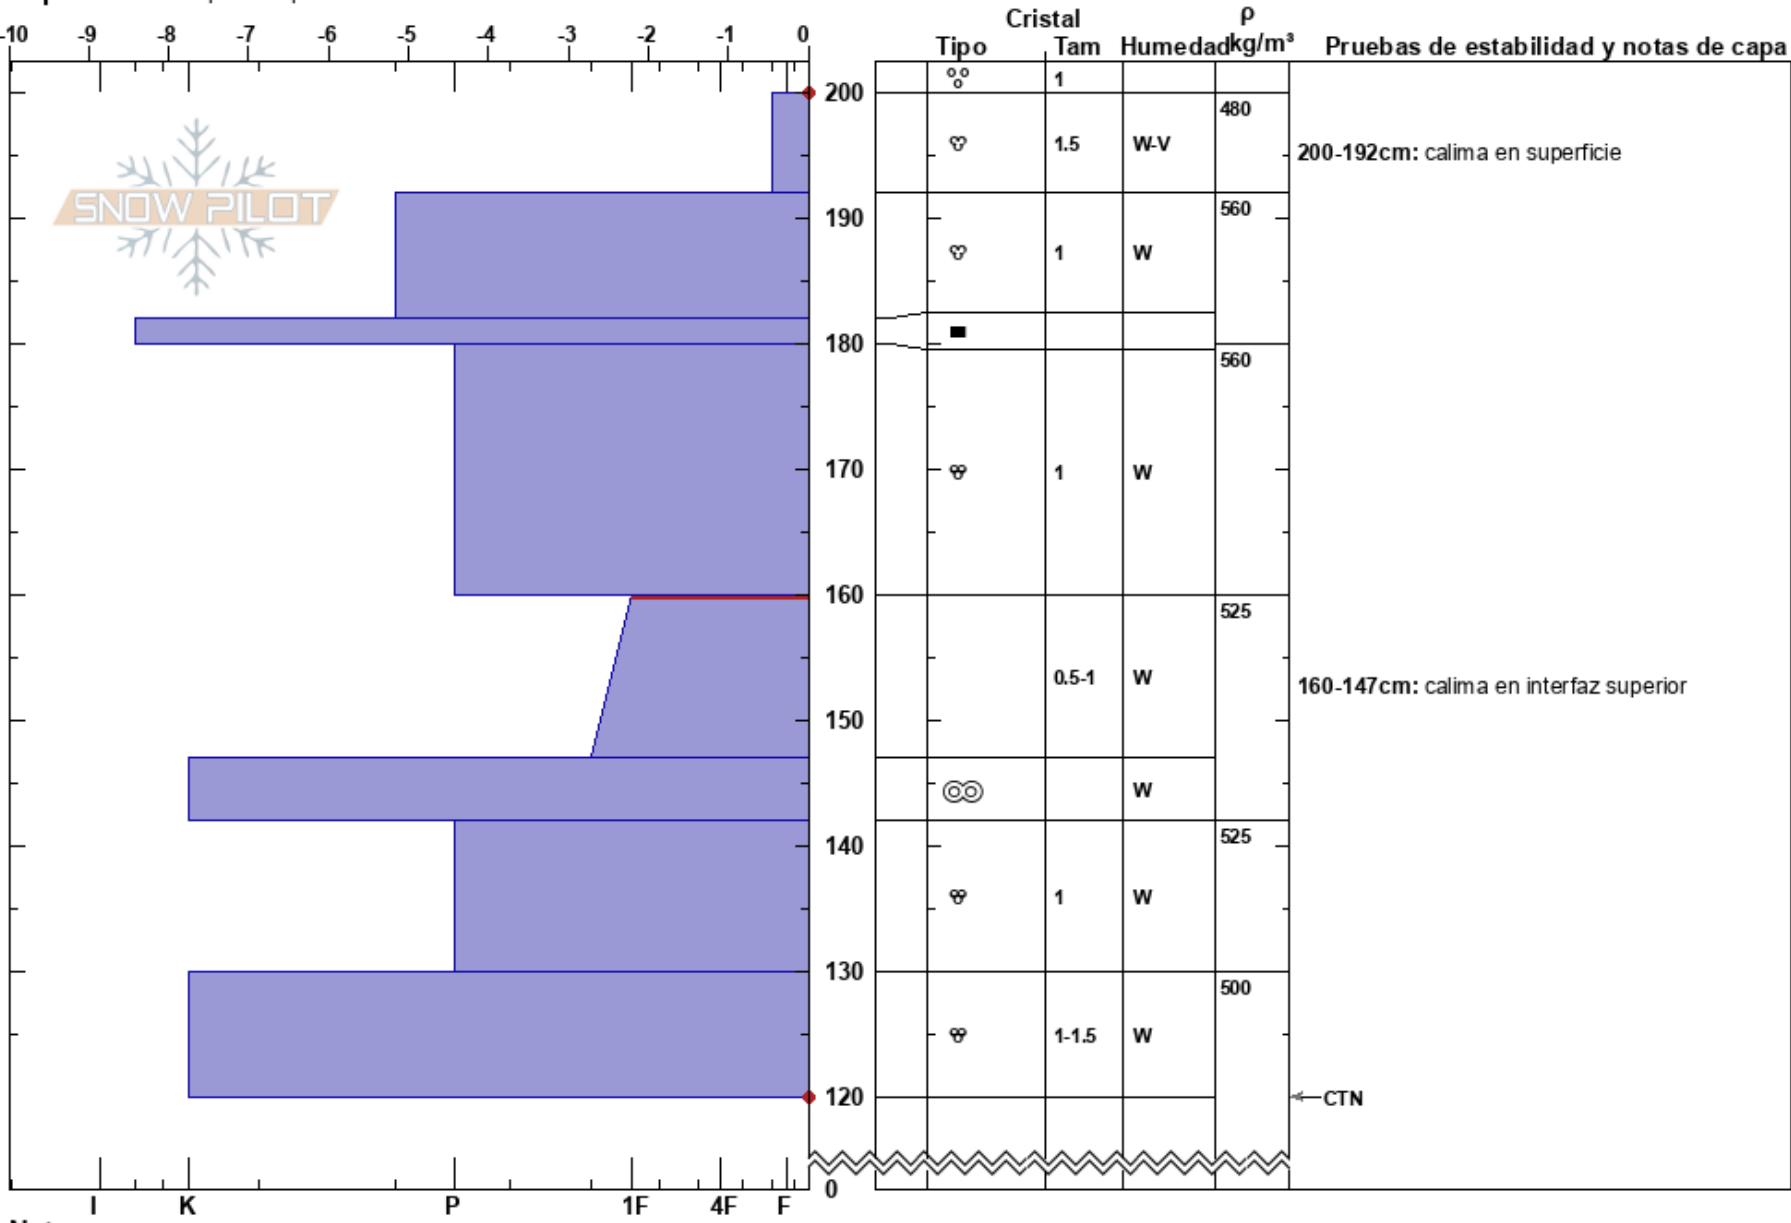 Cristal ρ
-10 -9 -8 -7 -6 -5 -4 -3 -2 -1 0 Tipo Tam Humedad kg/m³ Pruebas de estabilidad y notas de capa
1
200
480
1.5 W-V 200-192cm: calima en superficie
SNOW PILOT
190 560
1 W
180
560
170 1 W
160
525
0.5-1 W 160-147cm: calima en interfaz superior
150
W
140 525
1 W
130
500
1-1.5 W
120 CTN
0
I K P 1F 4F F